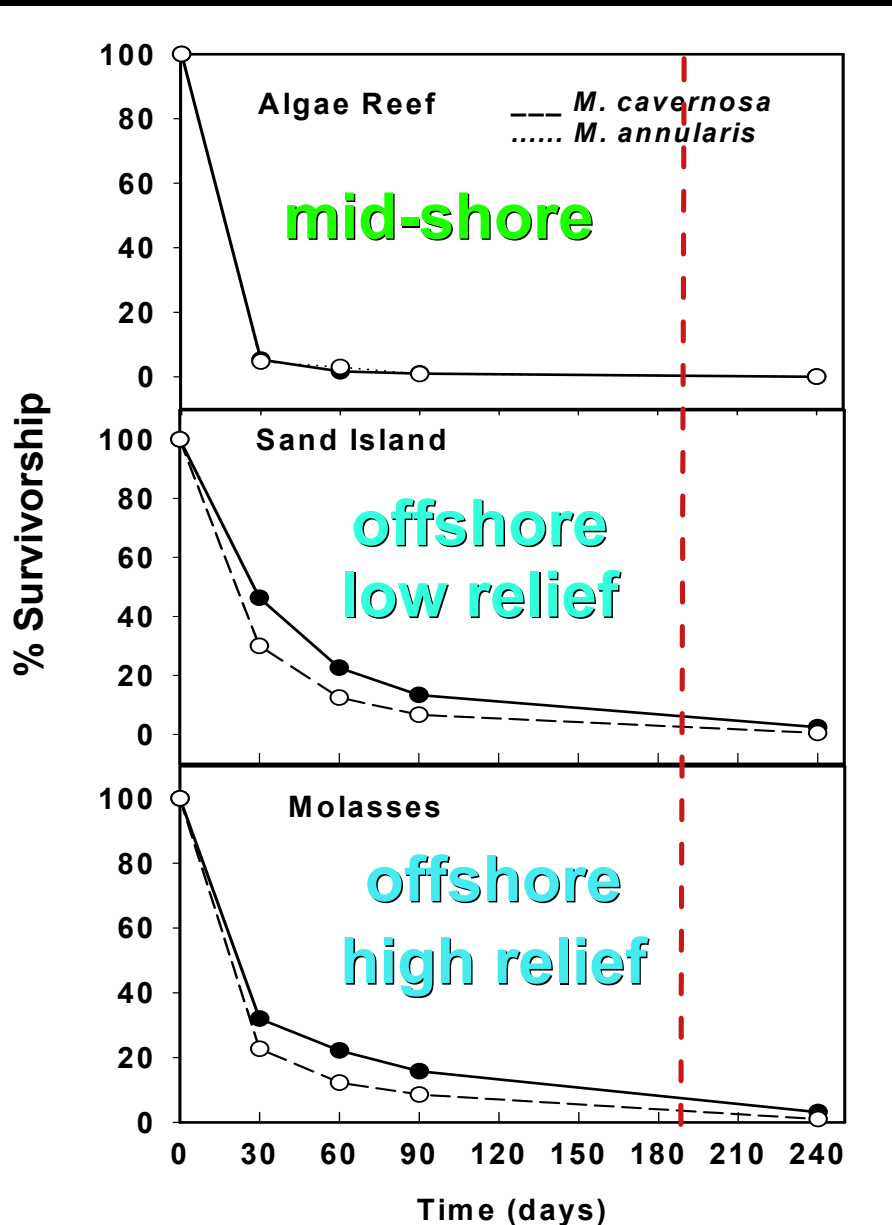 100
80
60
40
20
0
Algae Reef
___ M. cavernosa
...... M. annularis
mid-shore
100
80
60
40
20
0
Sand Island
offshore
low relief
100
80
60
40
20
0
Molasses
offshore
high relief
% Survivorship
0 30 60 90 120 150 180 210 240
Time (days)